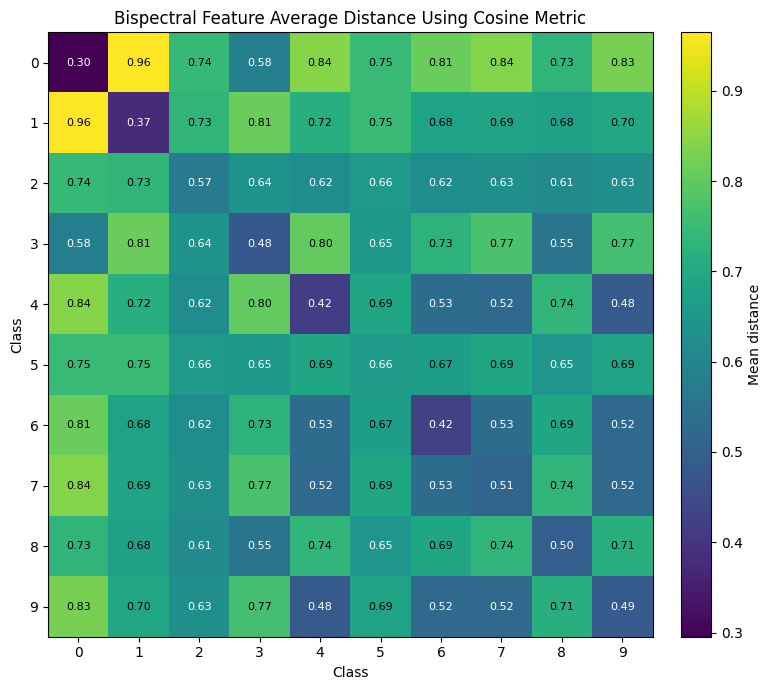 Bispectral Feature Average Distance Using Cosine Metric
0 0.30 0.96 0.74 0.58 0.84 0.75 0.81 0.84 0.73 0.83
1 0.96 0.37 0.73 0.81 0.72 0.75 0.68 0.69 0.68 0.70
2 0.74 0.73 0.57 0.64 0.62 0.66 0.62 0.63 0.61 0.63
3 0.58 0.81 0.64 0.48 0.80 0.65 0.73 0.77 0.55 0.77
4 0.84 0.72 0.62 0.80 0.42 0.69 0.53 0.52 0.74 0.48
5 0.75 0.75 0.66 0.65 0.69 0.66 0.67 0.69 0.65 0.69
6 0.81 0.68 0.62 0.73 0.53 0.67 0.42 0.53 0.69 0.52
7 0.84 0.69 0.63 0.77 0.52 0.69 0.53 0.51 0.74 0.52
8 0.73 0.68 0.61 0.55 0.74 0.65 0.69 0.74 0.50 0.71
9 0.83 0.70 0.63 0.77 0.48 0.69 0.52 0.52 0.71 0.49
0 1 2 3 4 5 6 7 8 9
Class
Class
0.9
0.8
0.7
0.6
0.5
0.4
0.3
Mean distance